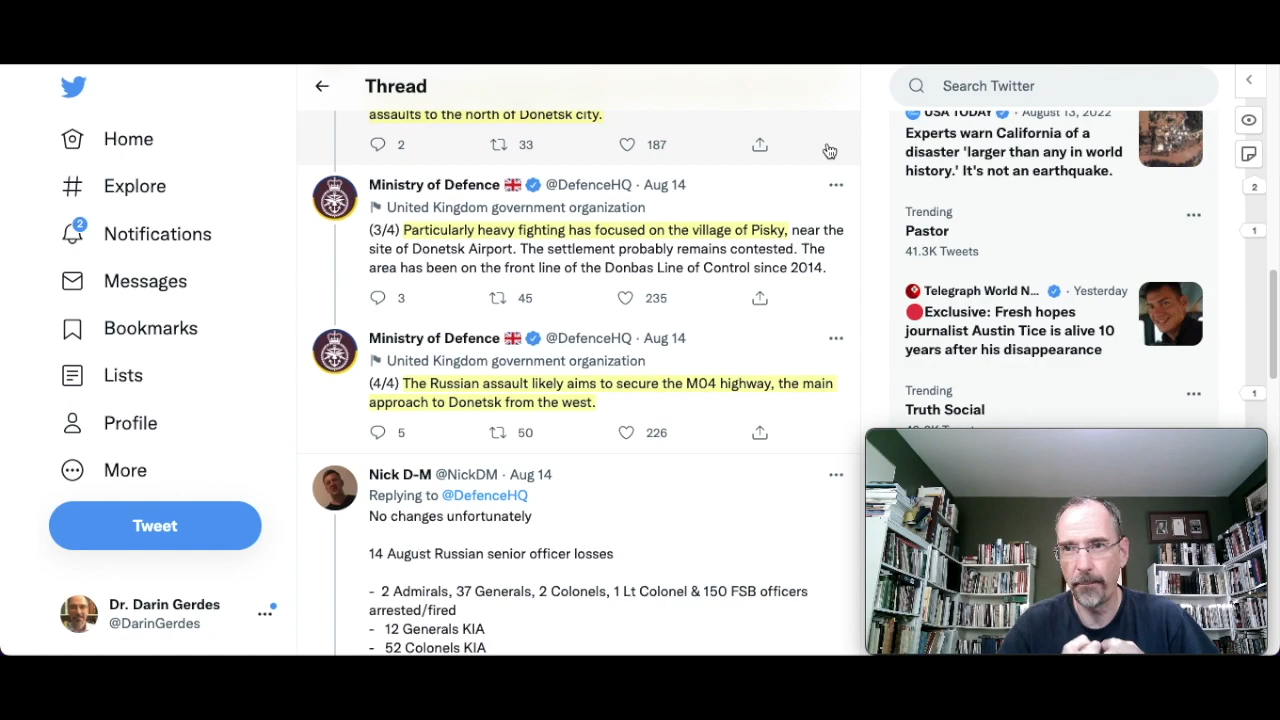 Home
Explore
2
Notifications
Messages
Bookmarks
Lists
Profile
More
Tweet
Dr. Darin Gerdes
@DarinGerdes
Thread
assaults to the north of Donetsk city.
2 33 187
Ministry of Defence @DefenceHQ · Aug 14
United Kingdom government organization
(3/4) Particularly heavy fighting has focused on the village of Pisky, near the
site of Donetsk Airport. The settlement probably remains contested. The
area has been on the front line of the Donbas Line of Control since 2014.
3 45 235
Ministry of Defence @DefenceHQ · Aug 14
United Kingdom government organization
(4/4) The Russian assault likely aims to secure the M04 highway, the main
approach to Donetsk from the west.
5 50 226
Nick D-M @NickDM · Aug 14
Replying to @DefenceHQ
No changes unfortunately
14 August Russian senior officer losses
- 2 Admirals, 37 Generals, 2 Colonels, 1 Lt Colonel & 150 FSB officers
arrested/fired
- 12 Generals KIA
- 52 Colonels KIA
Search Twitter
USA TODAY · August 13, 2022
Experts warn California of a
disaster 'larger than any in world
history.' It's not an earthquake.
Trending
Pastor
41.3K Tweets
Telegraph World N... · Yesterday
Exclusive: Fresh hopes
journalist Austin Tice is alive 10
years after his disappearance
Trending
Truth Social
2
1
1